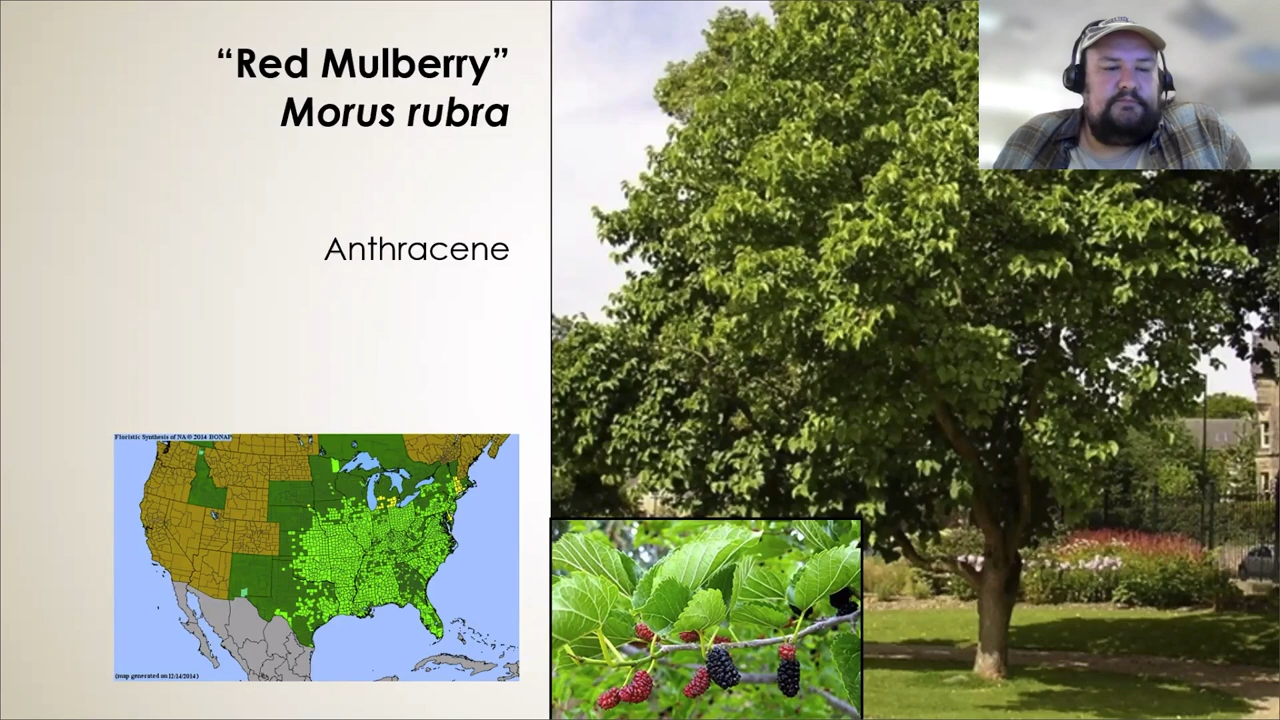 “Red Mulberry”
Morus rubra
Anthracene
Floristic Synthesis of NA © 2014 BONAP
(map generated on 12/14/2014)